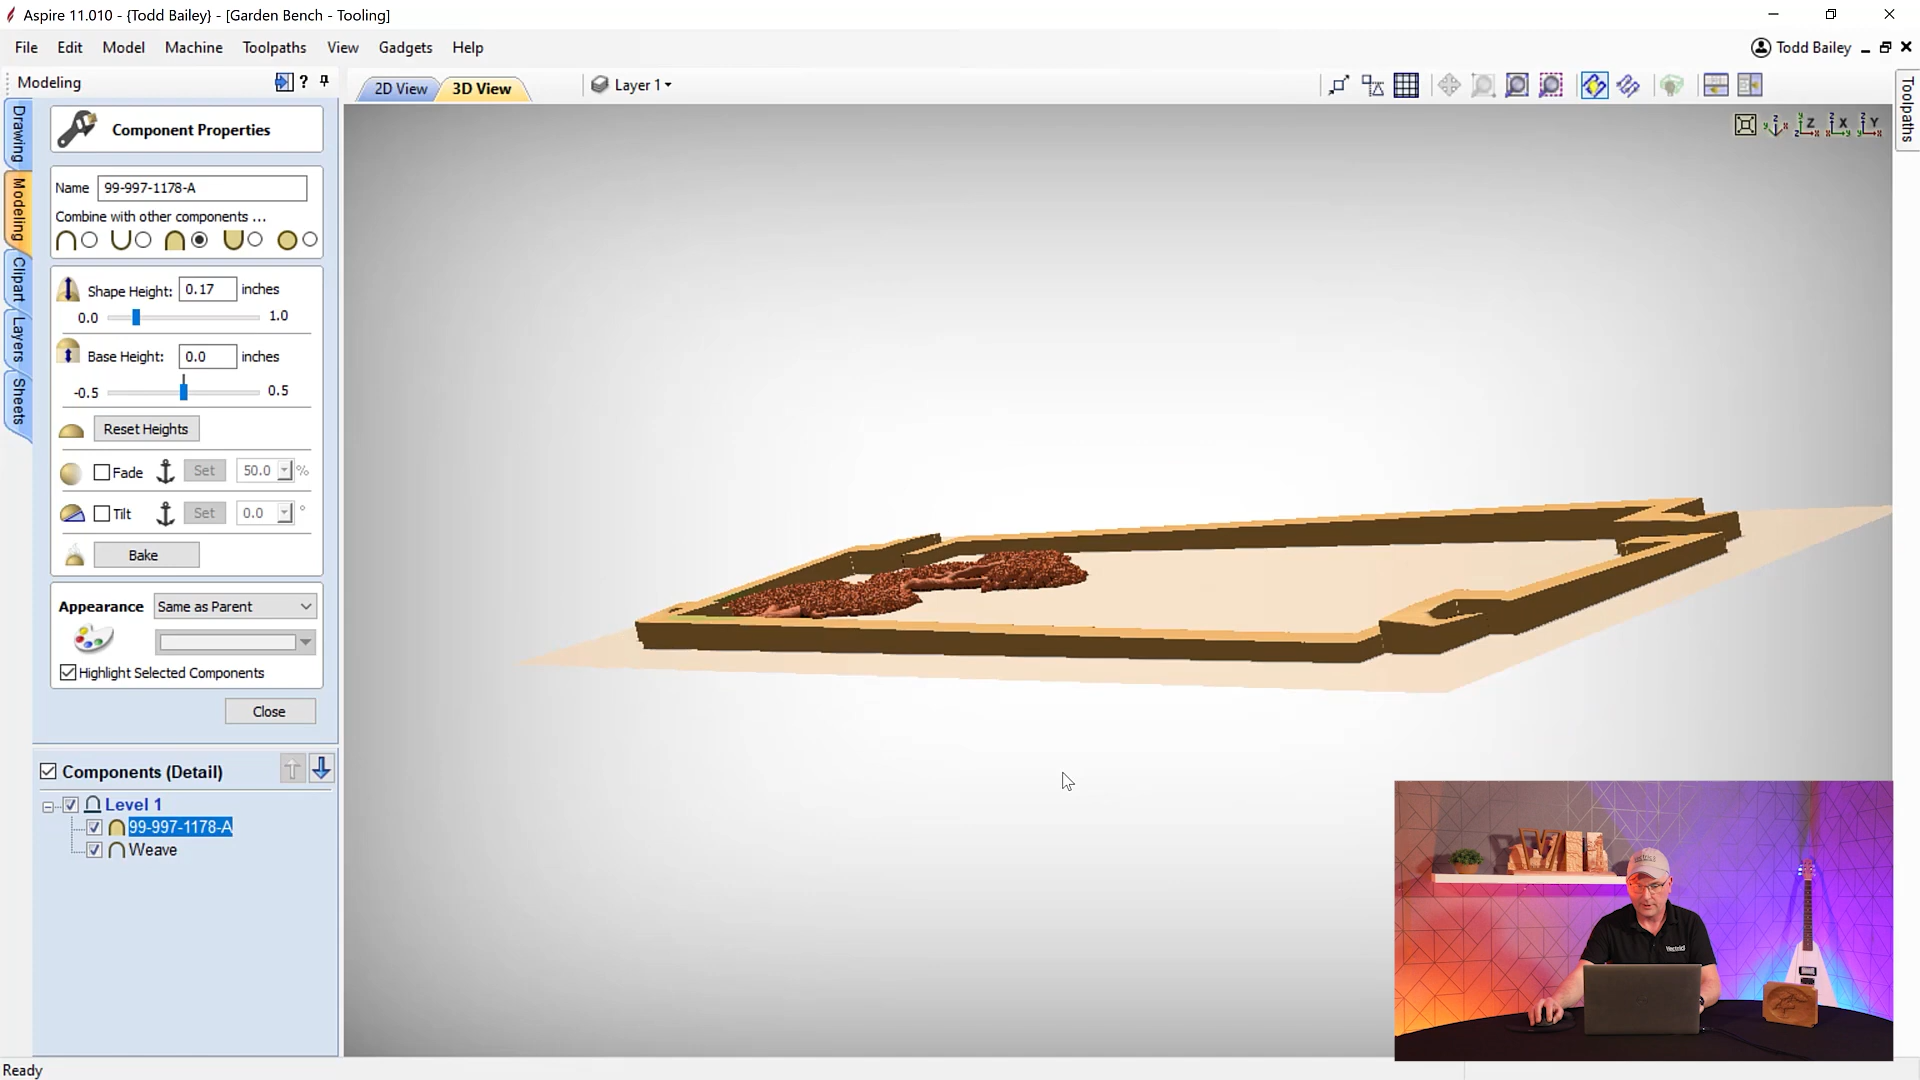 Aspire 11.010 - {Todd Bailey} - [Garden Bench - Tooling]
File Edit Model Machine Toolpaths View Gadgets Help
Todd Bailey
Modeling
?
2D View
3D View
Layer 1
Toolpaths
Drawing
Modeling
Clipart
Layers
Sheets
Component Properties
Name 99-997-1178-A
Combine with other components ...
Shape Height: 0.17 inches
0.0 1.0
Base Height: 0.0 inches
-0.5 0.5
Reset Heights
Fade Set 50.0 %
Tilt Set 0.0 °
Bake
Appearance Same as Parent
Highlight Selected Components
Close
Components (Detail)
Level 1
99-997-1178-A
Weave
Ready